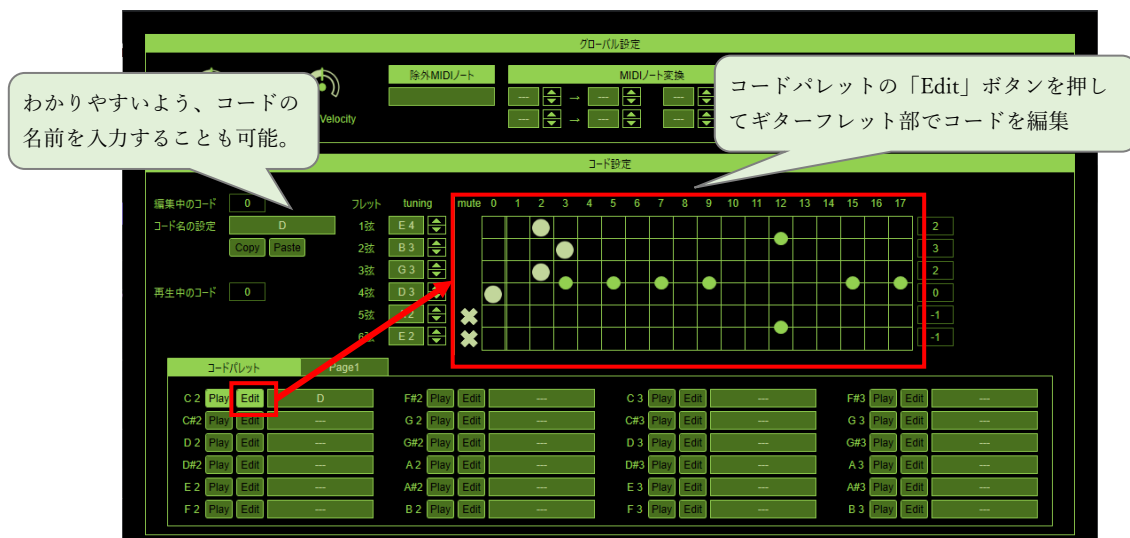 グローバル設定
除外MIDIノート MIDIノート変換
--- → --- ---
Velocity
--- → --- ---
わかりやすいよう、コードの
名前を入力することも可能。
コードパレットの「Edit」ボタンを押し
てギターフレット部でコードを編集
コード設定
編集中のコード 0 フレット tuning mute 0 1 2 3 4 5 6 7 8 9 10 11 12 13 14 15 16 17
コード名の設定 D 1弦 E 4 2
Copy Paste 2弦 B 3 3
3弦 G 3 2
再生中のコード 0 4弦 D 3 0
5弦 -1
6弦 E 2 -1
コードパレット Page1
C 2 Play Edit D F#2 Play Edit --- C 3 Play Edit --- F#3 Play Edit ---
C#2 Play Edit --- G 2 Play Edit --- C#3 Play Edit --- G 3 Play Edit ---
D 2 Play Edit --- G#2 Play Edit --- D 3 Play Edit --- G#3 Play Edit ---
D#2 Play Edit --- A 2 Play Edit --- D#3 Play Edit --- A 3 Play Edit ---
E 2 Play Edit --- A#2 Play Edit --- E 3 Play Edit --- A#3 Play Edit ---
F 2 Play Edit --- B 2 Play Edit --- F 3 Play Edit --- B 3 Play Edit ---